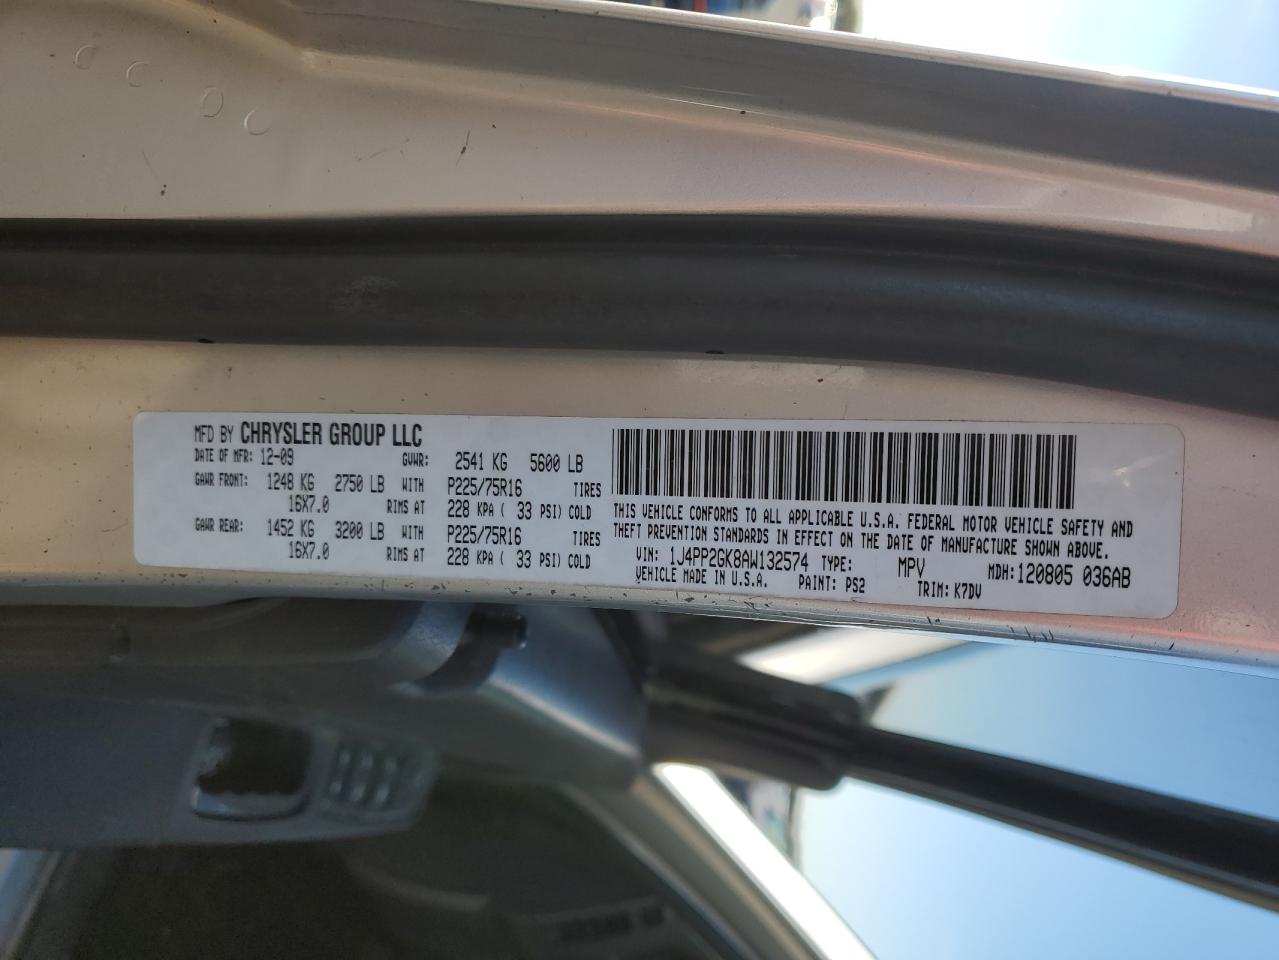 MFD BY CHRYSLER GROUP LLC
DATE OF MFR: 12-09 GVWR: 2541 KG 5600 LB
GAWR FRONT: 1248 KG 2750 LB WITH P225/75R16 TIRES
16X7.0 RIMS AT 228 KPA ( 33 PSI) COLD
GAWR REAR: 1452 KG 3200 LB WITH P225/75R16 TIRES
16X7.0 RIMS AT 228 KPA ( 33 PSI) COLD
THIS VEHICLE CONFORMS TO ALL APPLICABLE U.S.A. FEDERAL MOTOR VEHICLE SAFETY AND
THEFT PREVENTION STANDARDS IN EFFECT ON THE DATE OF MANUFACTURE SHOWN ABOVE.
VIN: 1J4PP2GK8AW132574 TYPE: MPV MDH: 120805 036AB
VEHICLE MADE IN U.S.A. PAINT: PS2 TRIM: K7DV